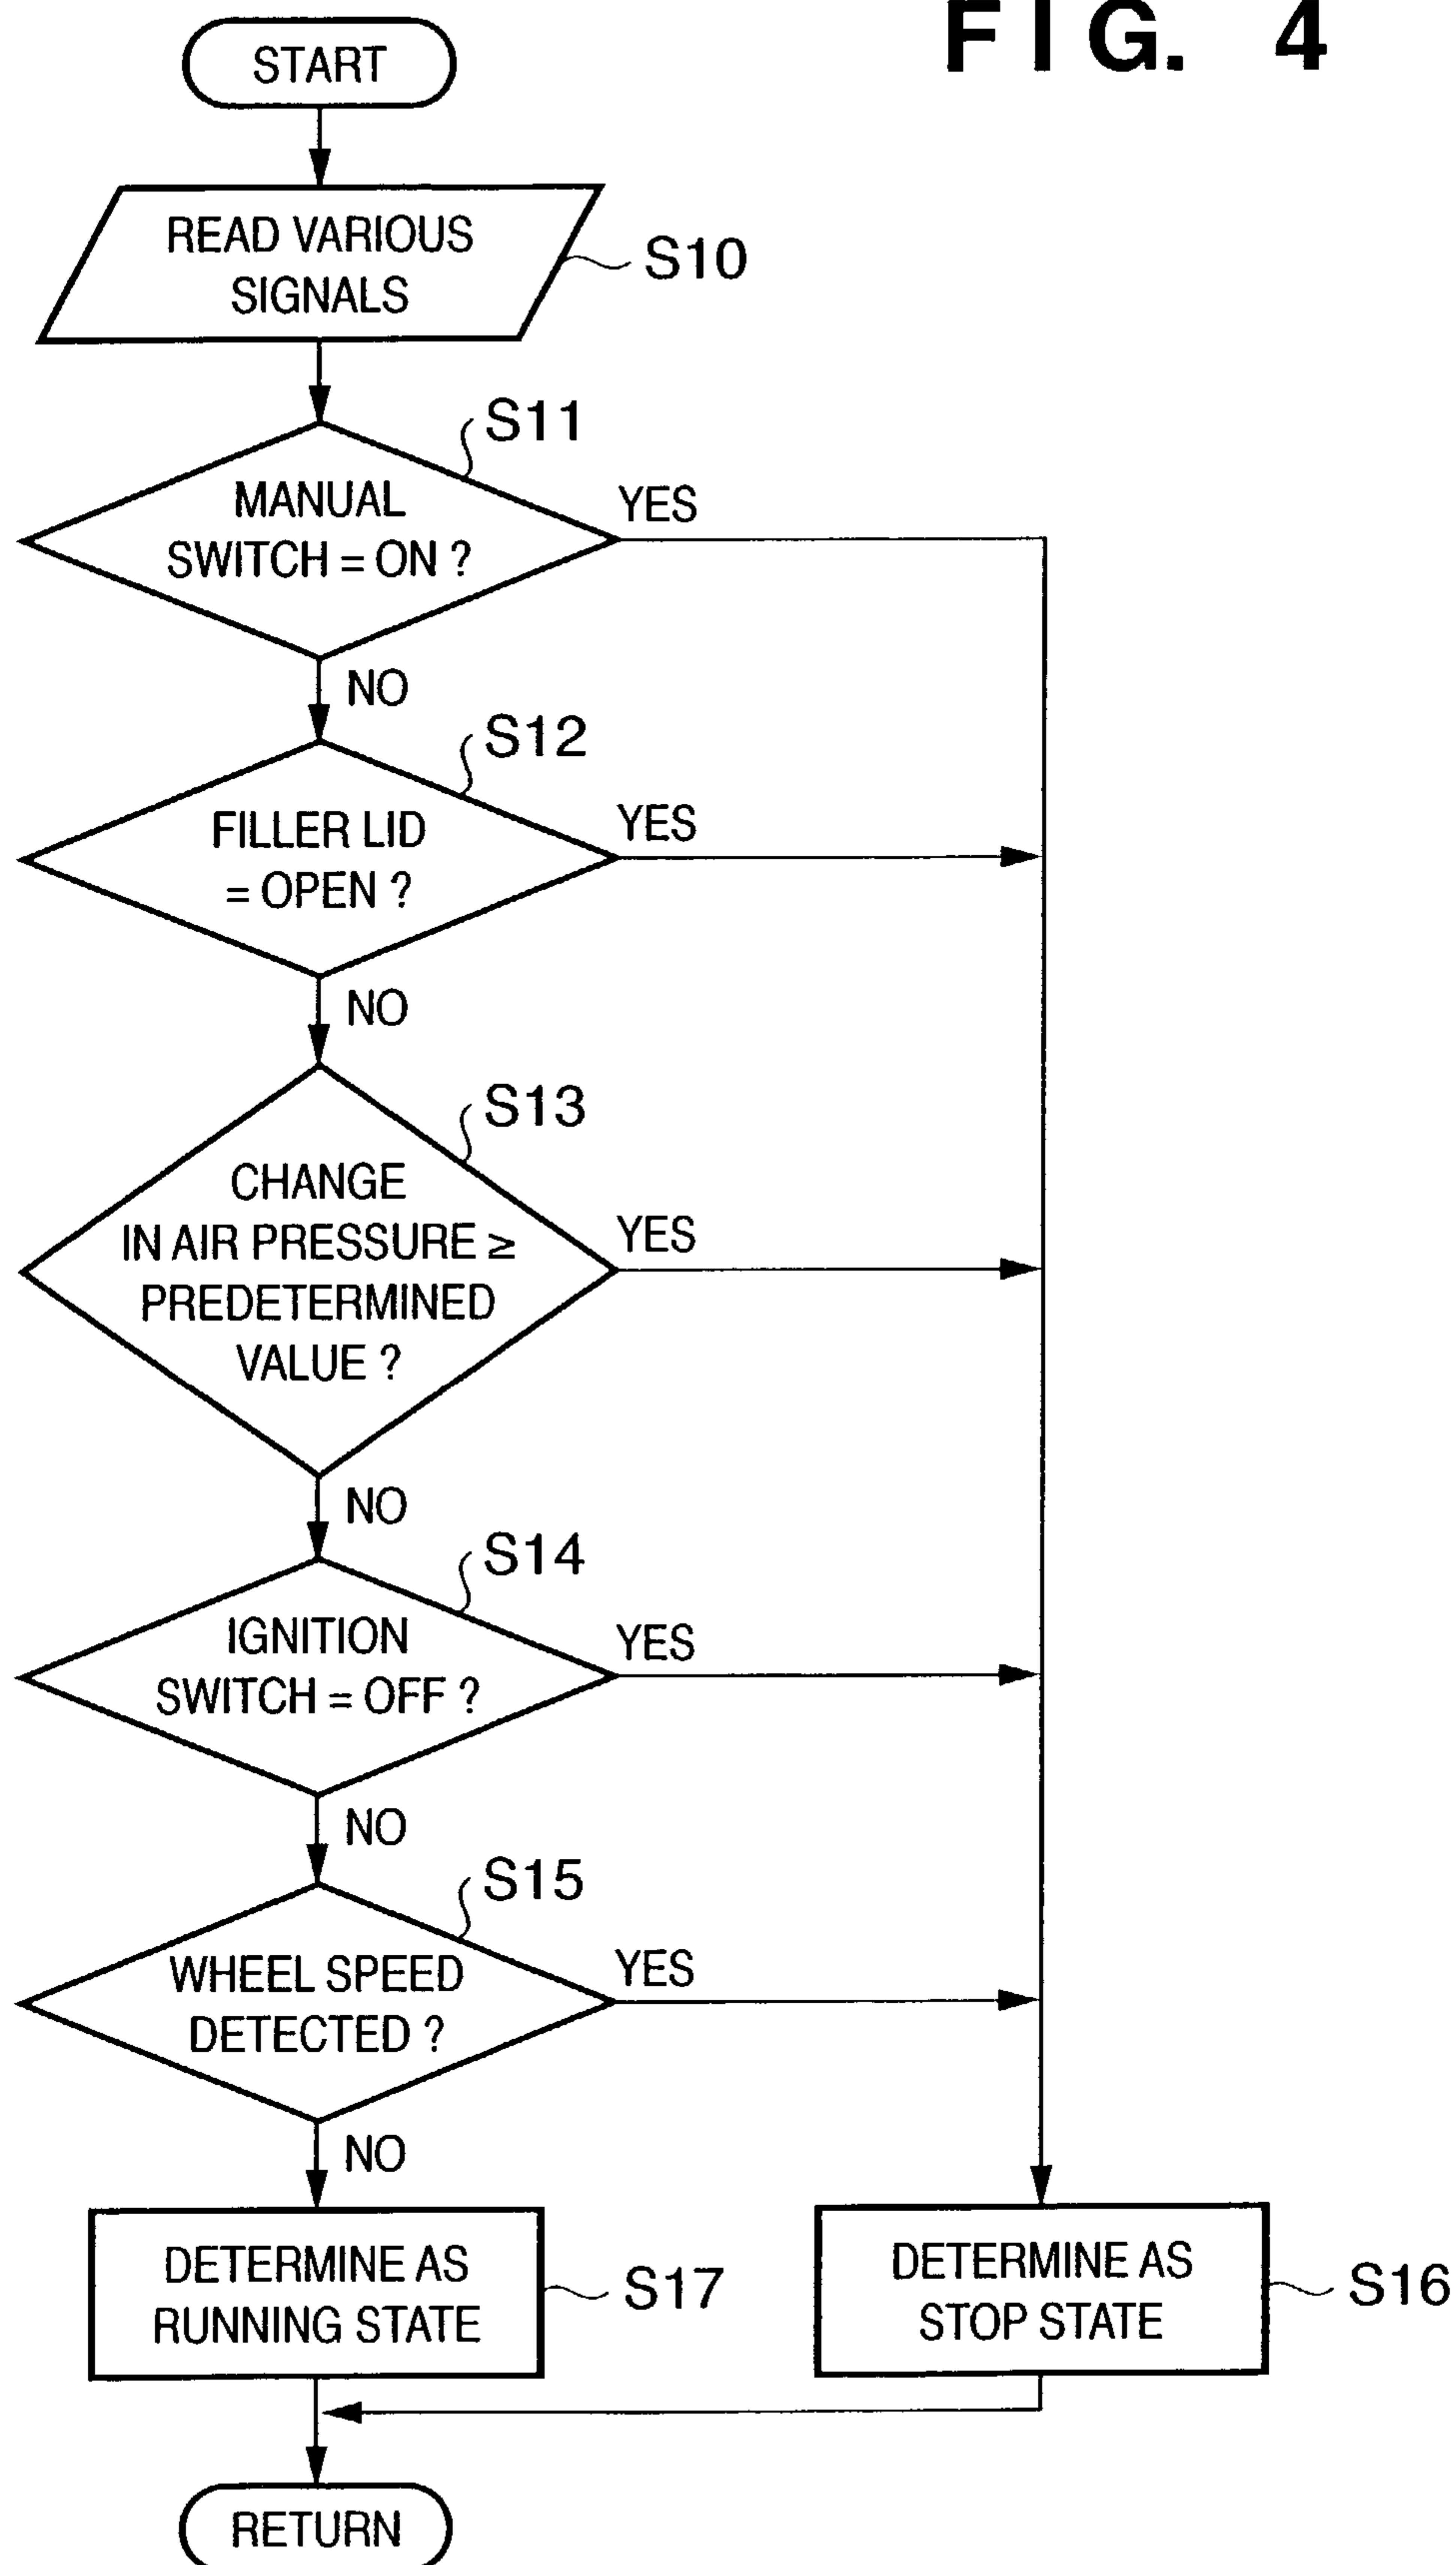 FIG. 4
START
READ VARIOUS
SIGNALS
S10
S11
MANUAL
SWITCH = ON ?
YES
NO
S12
FILLER LID
= OPEN ?
YES
NO
S13
CHANGE
IN AIR PRESSURE ≥
PREDETERMINED
VALUE ?
YES
NO
S14
IGNITION
SWITCH = OFF ?
YES
NO
S15
WHEEL SPEED
DETECTED ?
YES
NO
DETERMINE AS
RUNNING STATE
S17
DETERMINE AS
STOP STATE
S16
RETURN